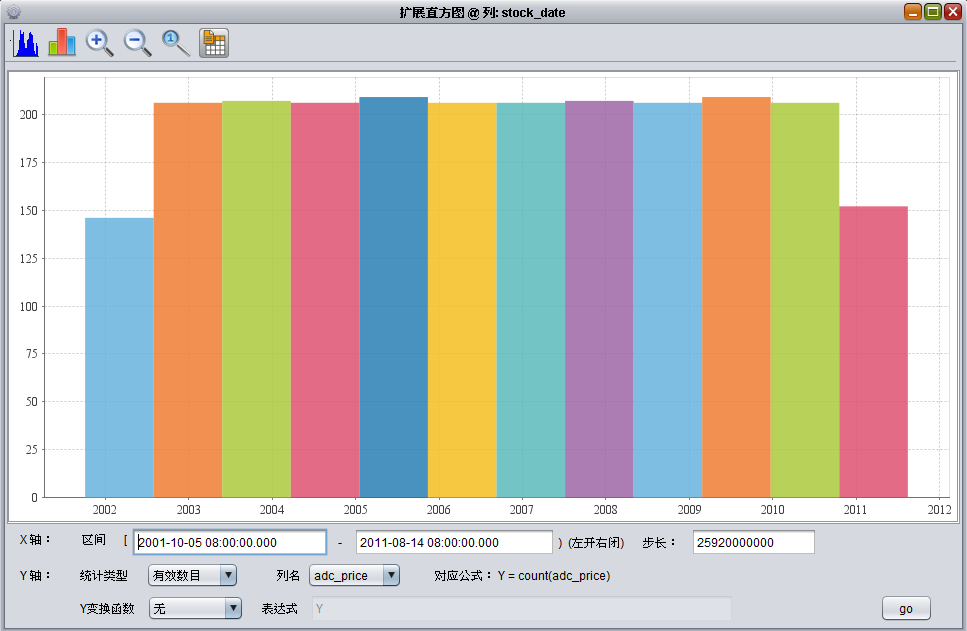 扩展直方图 @ 列: stock_date
1
200
175
150
125
100
75
50
25
0
2002 2003 2004 2005 2006 2007 2008 2009 2010 2011 2012
X轴： 区间 [ 2001-10-05 08:00:00.000 - 2011-08-14 08:00:00.000 ) (左开右闭) 步长： 25920000000
Y轴： 统计类型 有效数目 列名 adc_price 对应公式：Y = count(adc_price)
Y变换函数 无 表达式 Y go